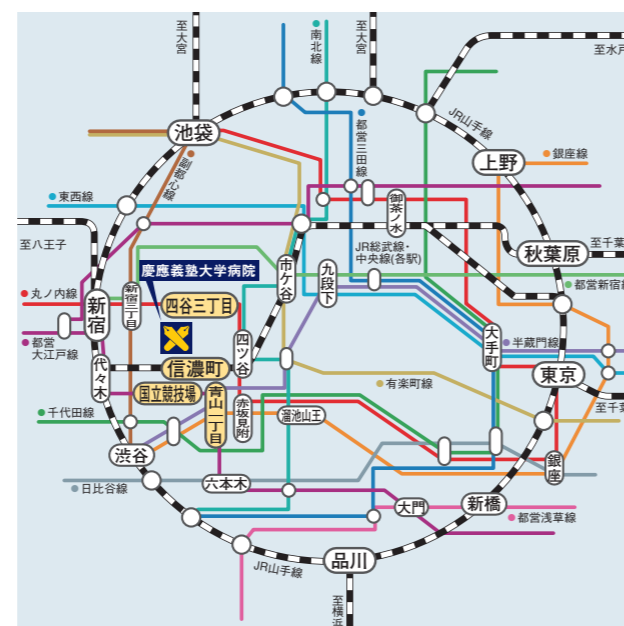 至大宮
南北線
至大宮
至水戸
JR山手線
池袋
都営三田線
上野
銀座線
副都心線
東西線
御茶ノ水
至八王子
JR総武線・
中央線(各駅)
秋葉原
至千葉
慶應義塾大学病院
市ケ谷
九段下
都営新宿線
丸ノ内線
新宿
新宿三丁目
四谷三丁目
四ツ谷
大手町
半蔵門線
都営
大江戸線
代々木
信濃町
東京
国立競技場
青山一丁目
赤坂見附
有楽町線
至千葉
千代田線
溜池山王
渋谷
銀座
日比谷線
六本木
大門
新橋
都営浅草線
品川
JR山手線
至横浜